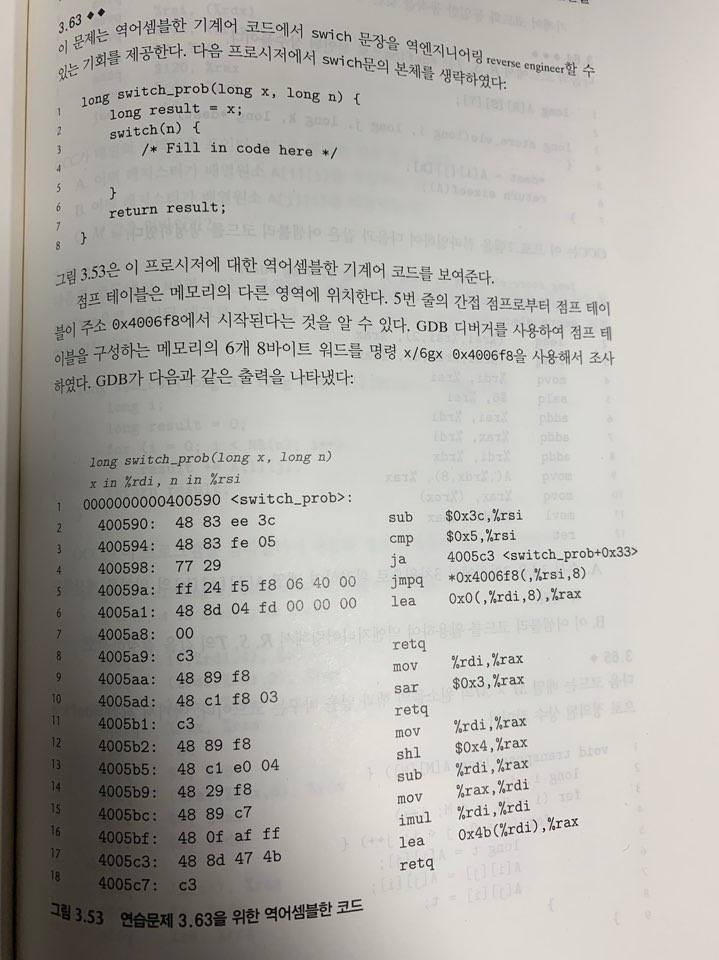 3.63 ◆◆
이 문제는 역어셈블한 기계어 코드에서 swich 문장을 역엔지니어링 reverse engineer할 수
있는 기회를 제공한다. 다음 프로시저에서 swich문의 본체를 생략하였다:
1 long switch_prob(long x, long n) {
2 long result = x;
3 switch(n) {
4 /* Fill in code here */
5
6 }
7 return result;
8 }
그림 3.53은 이 프로시저에 대한 역어셈블한 기계어 코드를 보여준다.
점프 테이블은 메모리의 다른 영역에 위치한다. 5번 줄의 간접 점프로부터 점프 테이
블이 주소 0x4006f8에서 시작된다는 것을 알 수 있다. GDB 디버거를 사용하여 점프 테
이블을 구성하는 메모리의 6개 8바이트 워드를 명령 x/6gx 0x4006f8을 사용해서 조사
하였다. GDB가 다음과 같은 출력을 나타냈다:
long switch_prob(long x, long n)
x in %rdi, n in %rsi
1 0000000000400590 <switch_prob>:
2 400590: 48 83 ee 3c sub $0x3c,%rsi
3 400594: 48 83 fe 05 cmp $0x5,%rsi
4 400598: 77 29 ja 4005c3 <switch_prob+0x33>
5 40059a: ff 24 f5 f8 06 40 00 jmpq *0x4006f8(,%rsi,8)
6 4005a1: 48 8d 04 fd 00 00 00 lea 0x0(,%rdi,8),%rax
7 4005a8: 00
8 4005a9: c3 retq
9 4005aa: 48 89 f8 mov %rdi,%rax
10 4005ad: 48 c1 f8 03 sar $0x3,%rax
11 4005b1: c3 retq
12 4005b2: 48 89 f8 mov %rdi,%rax
13 4005b5: 48 c1 e0 04 shl $0x4,%rax
14 4005b9: 48 29 f8 sub %rdi,%rax
15 4005bc: 48 89 c7 mov %rax,%rdi
16 4005bf: 48 0f af ff imul %rdi,%rdi
17 4005c3: 48 8d 47 4b lea 0x4b(%rdi),%rax
18 4005c7: c3 retq
그림 3.53 연습문제 3.63을 위한 역어셈블한 코드